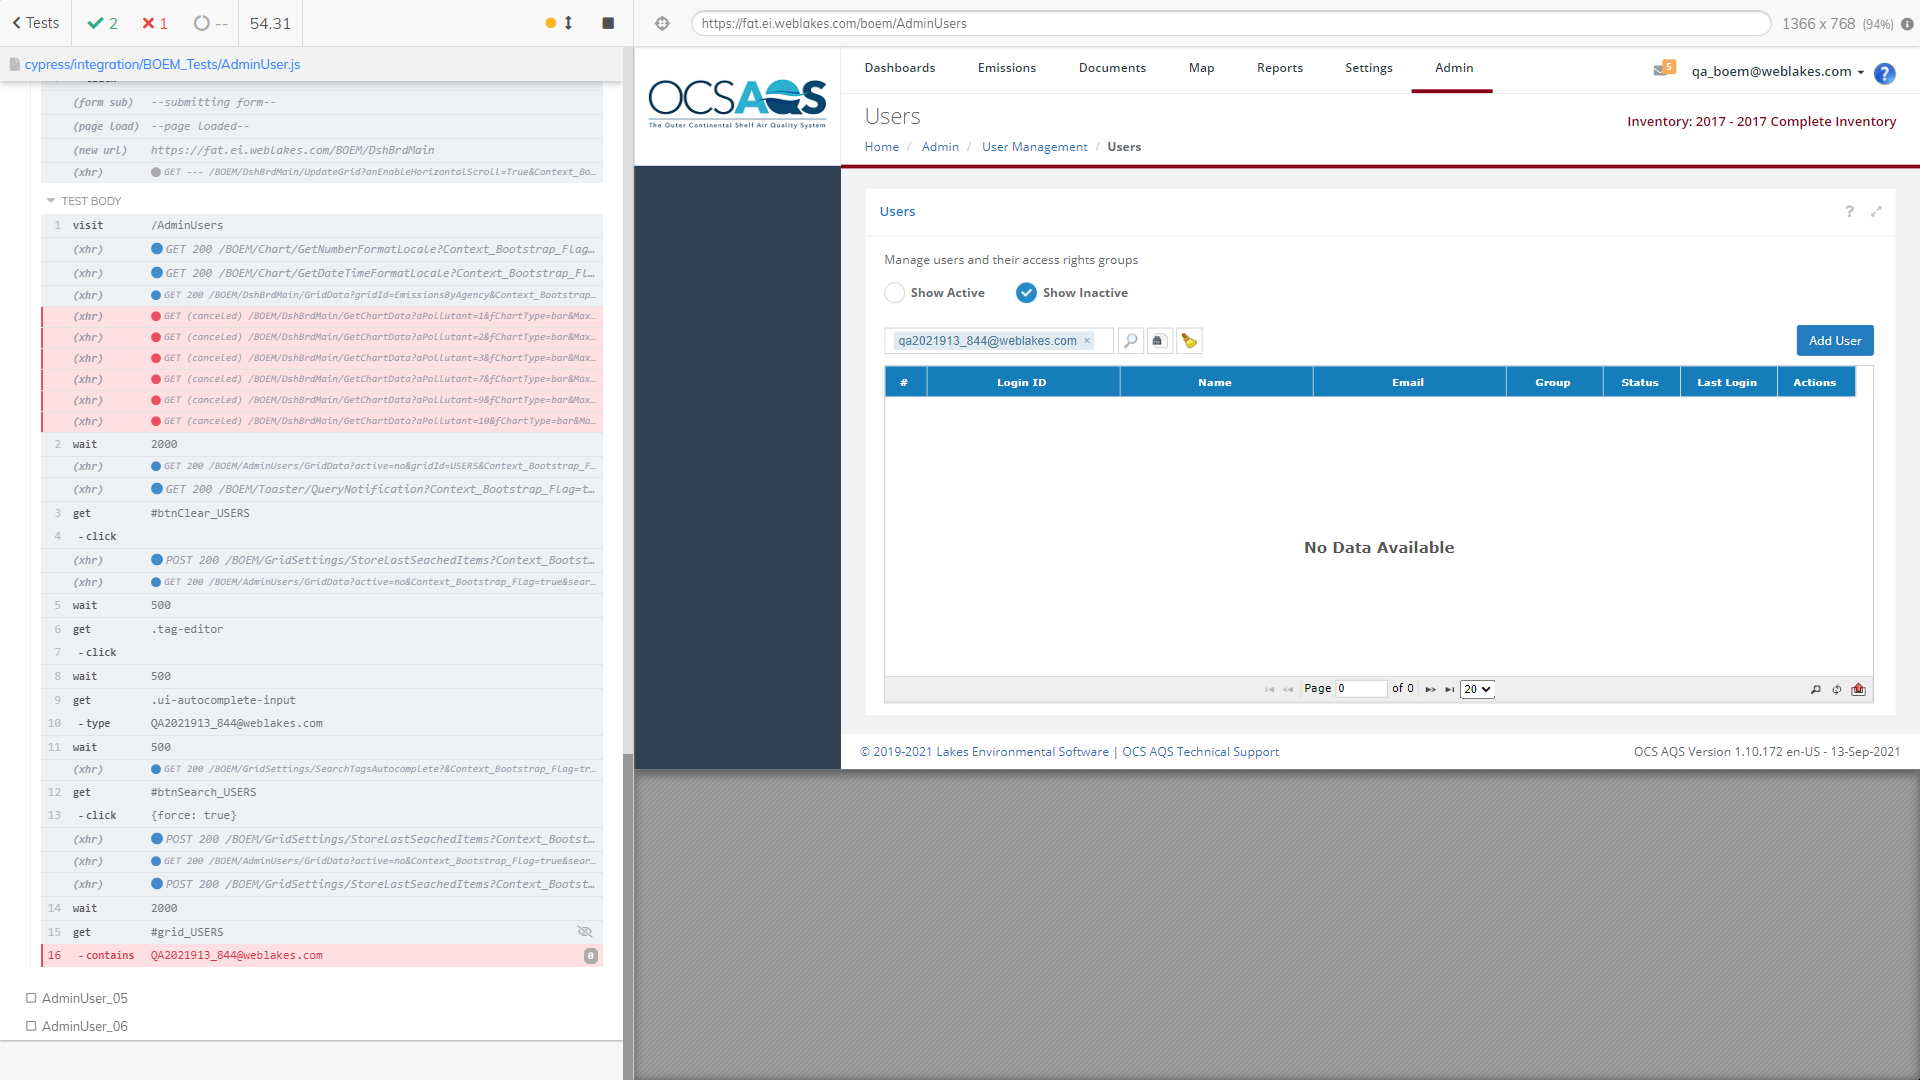 Tests
2
1
--
54.31
cypress/integration/BOEM_Tests/AdminUser.js
(form sub) --submitting form--
(page load) --page loaded--
(new url) https://fat.ei.weblakes.com/BOEM/DshBrdMain
(xhr) GET --- /BOEM/DshBrdMain/UpdateGrid?anEnableHorizontalScroll=True&Context_Bo...
TEST BODY
1 visit /AdminUsers
(xhr) GET 200 /BOEM/Chart/GetNumberFormatLocale?Context_Bootstrap_Flag...
(xhr) GET 200 /BOEM/Chart/GetDateTimeFormatLocale?Context_Bootstrap_Fl...
(xhr) GET 200 /BOEM/DshBrdMain/GridData?gridId=EmissionsByAgency&Context_Bootstrap...
(xhr) GET (canceled) /BOEM/DshBrdMain/GetChartData?aPollutant=1&fChartType=bar&Max...
(xhr) GET (canceled) /BOEM/DshBrdMain/GetChartData?aPollutant=2&fChartType=bar&Max...
(xhr) GET (canceled) /BOEM/DshBrdMain/GetChartData?aPollutant=3&fChartType=bar&Max...
(xhr) GET (canceled) /BOEM/DshBrdMain/GetChartData?aPollutant=7&fChartType=bar&Max...
(xhr) GET (canceled) /BOEM/DshBrdMain/GetChartData?aPollutant=9&fChartType=bar&Max...
(xhr) GET (canceled) /BOEM/DshBrdMain/GetChartData?aPollutant=10&fChartType=bar&Ma...
2 wait 2000
(xhr) GET 200 /BOEM/AdminUsers/GridData?active=no&gridId=USERS&Context_Bootstrap_F...
(xhr) GET 200 /BOEM/Toaster/QueryNotification?Context_Bootstrap_Flag=t...
3 get #btnClear_USERS
4 -click
(xhr) POST 200 /BOEM/GridSettings/StoreLastSeachedItems?Context_Bootst...
(xhr) GET 200 /BOEM/AdminUsers/GridData?active=no&Context_Bootstrap_Flag=true&sear...
5 wait 500
6 get .tag-editor
7 -click
8 wait 500
9 get .ui-autocomplete-input
10 -type QA2021913_844@weblakes.com
11 wait 500
(xhr) GET 200 /BOEM/GridSettings/SearchTagsAutocomplete?&Context_Bootstrap_Flag=tr...
12 get #btnSearch_USERS
13 -click {force: true}
(xhr) POST 200 /BOEM/GridSettings/StoreLastSeachedItems?Context_Bootst...
(xhr) GET 200 /BOEM/AdminUsers/GridData?active=no&Context_Bootstrap_Flag=true&sear...
(xhr) POST 200 /BOEM/GridSettings/StoreLastSeachedItems?Context_Bootst...
14 wait 2000
15 get #grid_USERS
16 -contains QA2021913_844@weblakes.com 0
AdminUser_05
AdminUser_06
https://fat.ei.weblakes.com/boem/AdminUsers
1366 x 768 (94%)
OCSAQS
The Outer Continental Shelf Air Quality System
Dashboards Emissions Documents Map Reports Settings Admin
5 qa_boem@weblakes.com ?
Users
Inventory: 2017 - 2017 Complete Inventory
Home / Admin / User Management / Users
Users ?
Manage users and their access rights groups
Show Active Show Inactive
qa2021913_844@weblakes.com ×
Add User
# Login ID Name Email Group Status Last Login Actions
No Data Available
Page 0 of 0 20
© 2019-2021 Lakes Environmental Software | OCS AQS Technical Support
OCS AQS Version 1.10.172 en-US - 13-Sep-2021